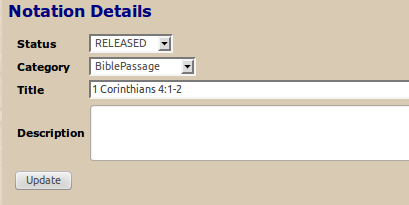 Notation Details
Status RELEASED
Category BiblePassage
Title 1 Corinthians 4:1-2
Description
Update